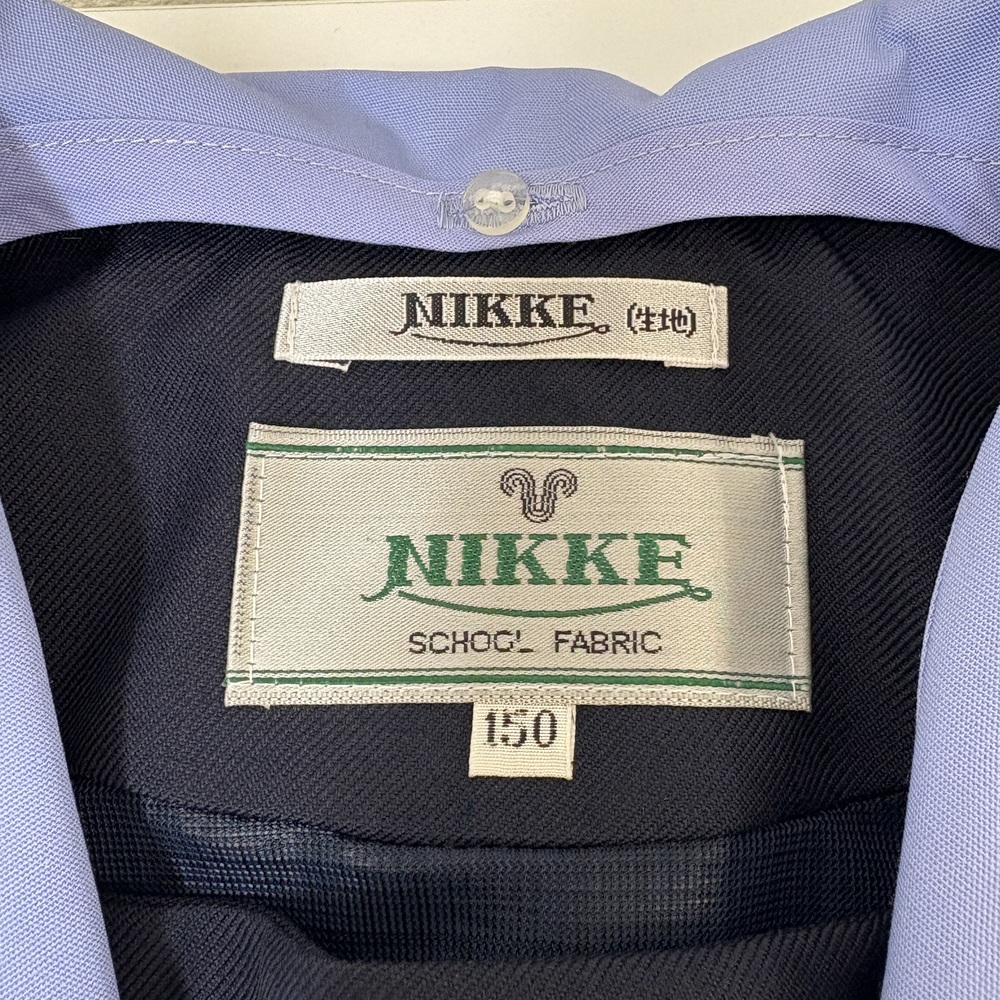 NIKKE (生地)
NIKKE
SCHOOL FABRIC
150